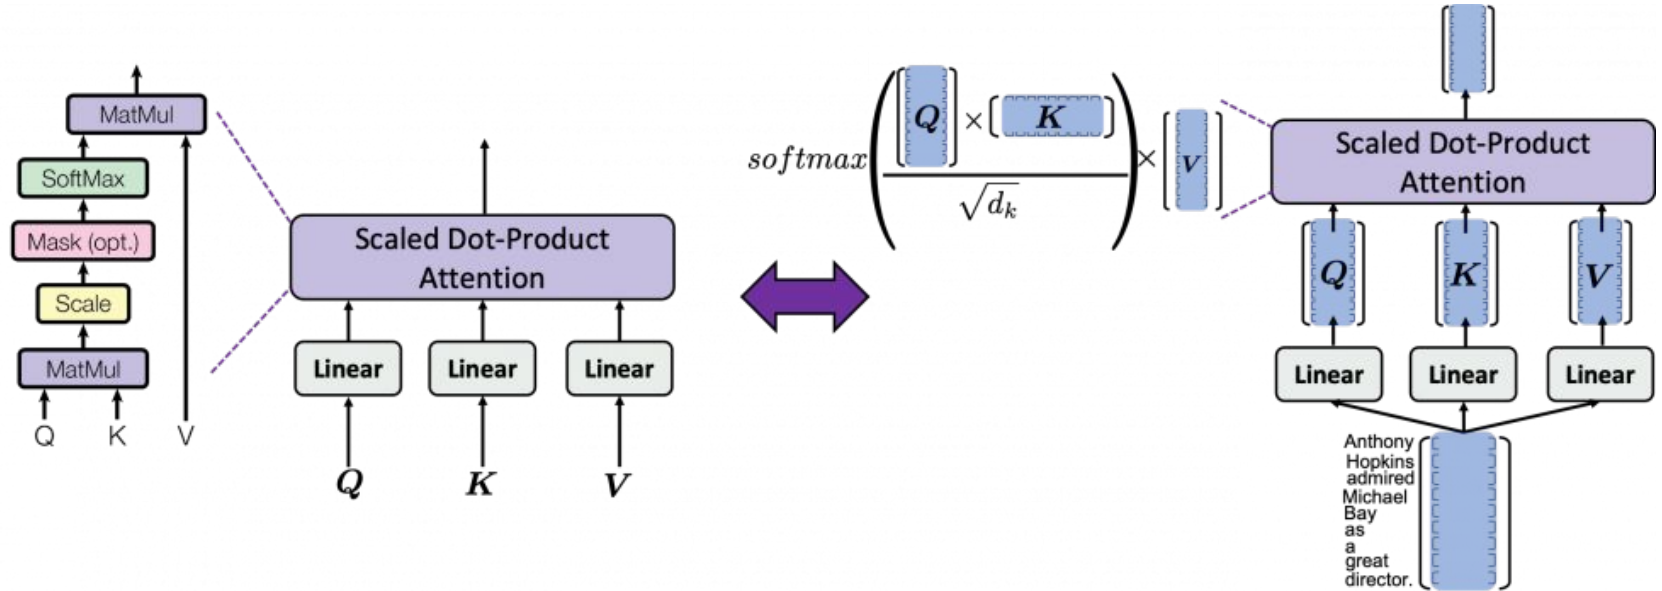 MatMul
SoftMax
Mask (opt.)
Scale
MatMul
Q K V
Scaled Dot-Product
Attention
Linear Linear Linear
Q K V
softmax
Q × K
√d_k
× V
Scaled Dot-Product
Attention
Q K V
Linear Linear Linear
Anthony
Hopkins
admired
Michael
Bay
as
a
great
director.